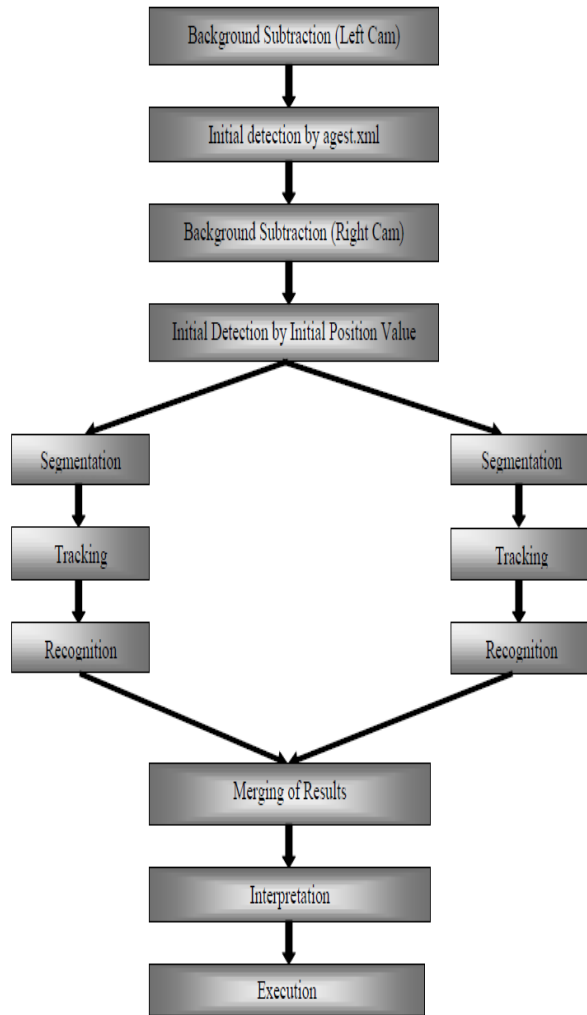 Background Subtraction (Left Cam)
Initial detection by agest.xml
Background Subtraction (Right Cam)
Initial Detection by Initial Position Value
Segmentation
Segmentation
Tracking
Tracking
Recognition
Recognition
Merging of Results
Interpretation
Execution